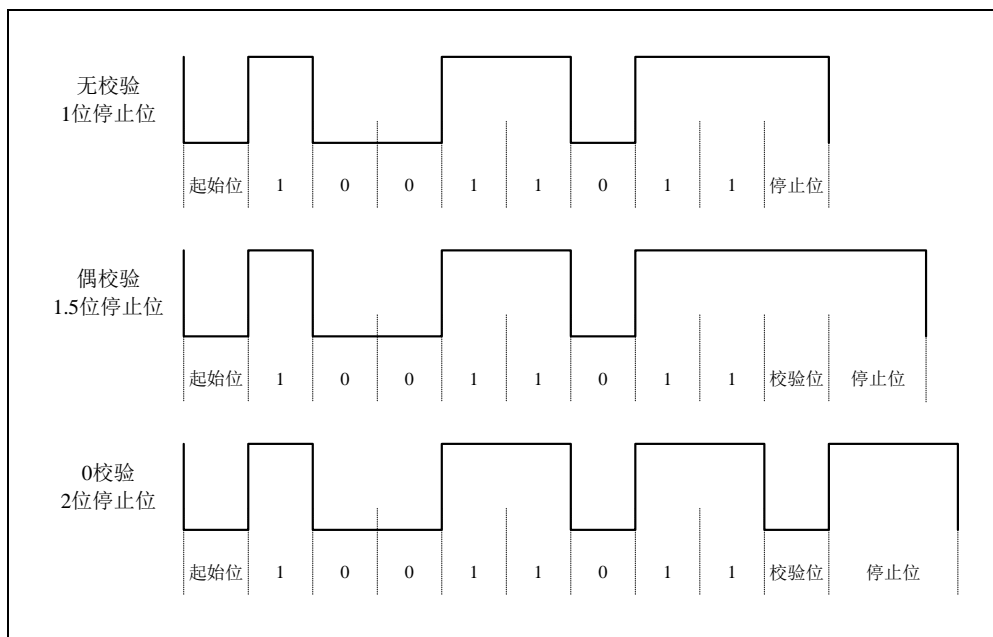 无校验
1位停止位
起始位 1 0 0 1 1 0 1 1 停止位
偶校验
1.5位停止位
起始位 1 0 0 1 1 0 1 1 校验位 停止位
0校验
2位停止位
起始位 1 0 0 1 1 0 1 1 校验位 停止位